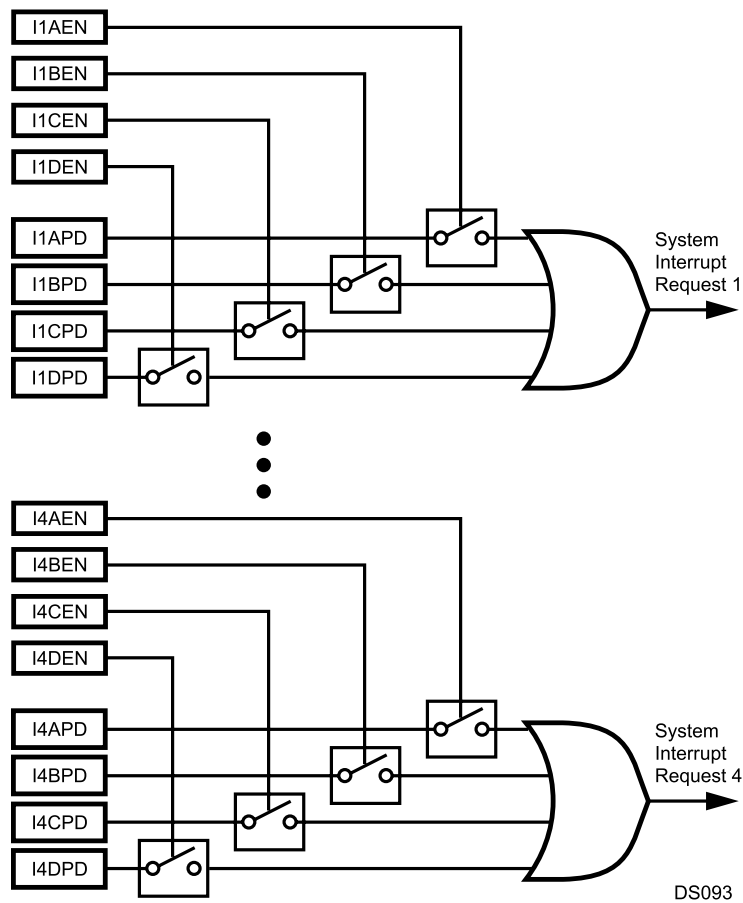 I1AEN
I1BEN
I1CEN
I1DEN
I1APD
I1BPD
I1CPD
I1DPD
System
Interrupt
Request 1
I4AEN
I4BEN
I4CEN
I4DEN
I4APD
I4BPD
I4CPD
I4DPD
System
Interrupt
Request 4
DS093